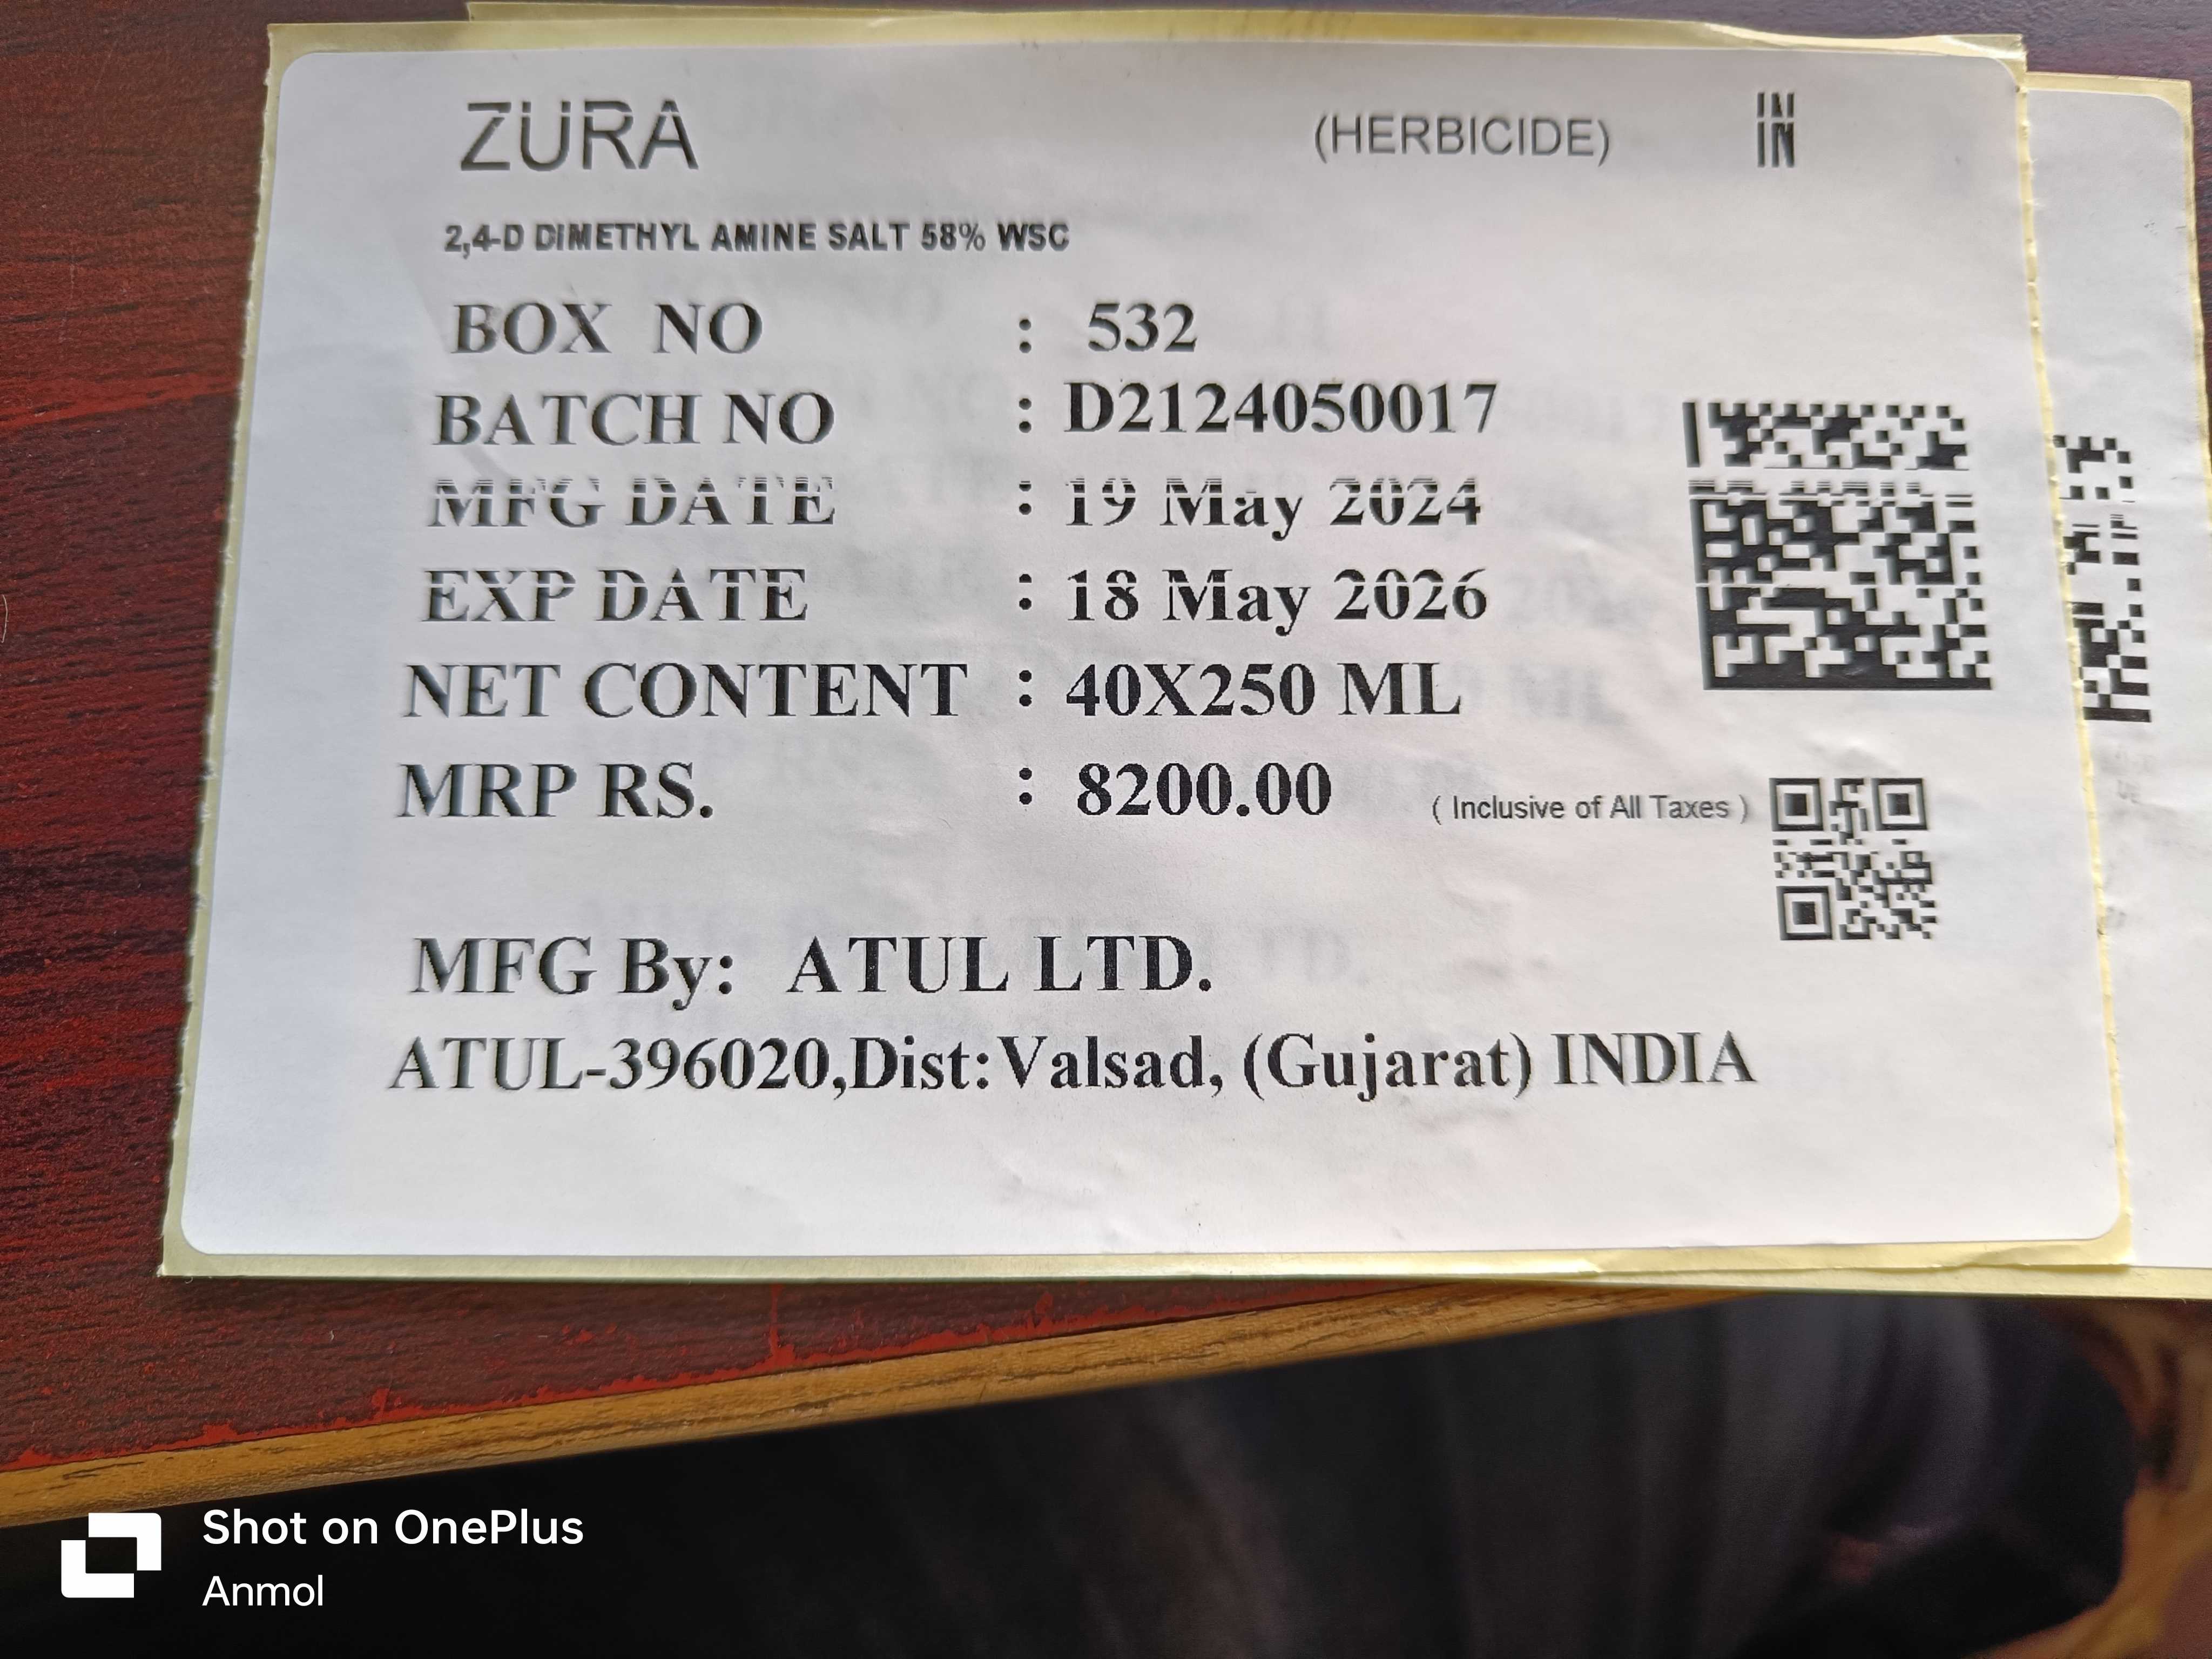 ZURA (HERBICIDE) IN
2,4-D DIMETHYL AMINE SALT 58% WSC
BOX NO : 532
BATCH NO : D2124050017
MFG DATE : 19 May 2024
EXP DATE : 18 May 2026
NET CONTENT : 40X250 ML
MRP RS. : 8200.00 ( Inclusive of All Taxes )
MFG By: ATUL LTD.
ATUL-396020,Dist:Valsad, (Gujarat) INDIA
Shot on OnePlus
Anmol